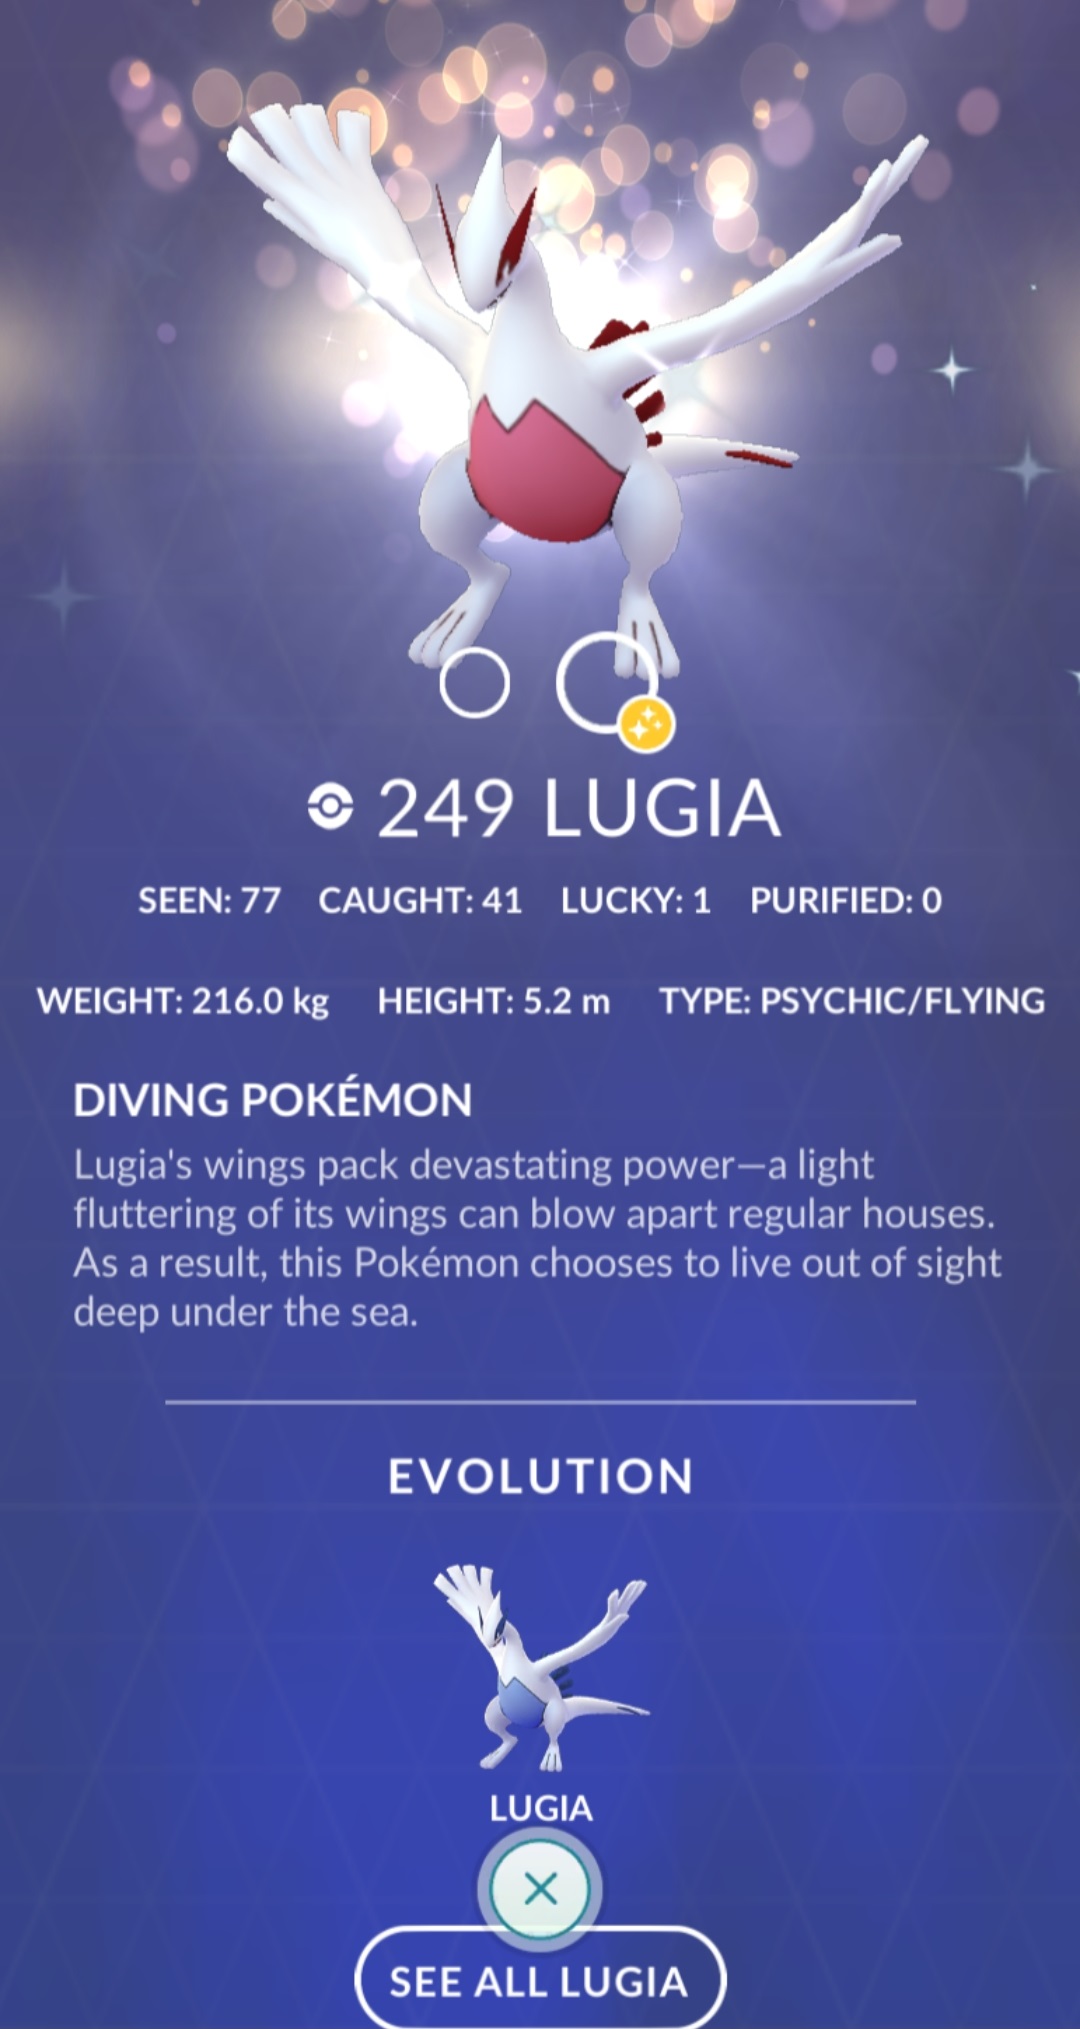 249 LUGIA
SEEN: 77 CAUGHT: 41 LUCKY: 1 PURIFIED: 0
WEIGHT: 216.0 kg HEIGHT: 5.2 m TYPE: PSYCHIC/FLYING
DIVING POKÉMON
Lugia's wings pack devastating power—a light
fluttering of its wings can blow apart regular houses.
As a result, this Pokémon chooses to live out of sight
deep under the sea.
EVOLUTION
LUGIA
SEE ALL LUGIA